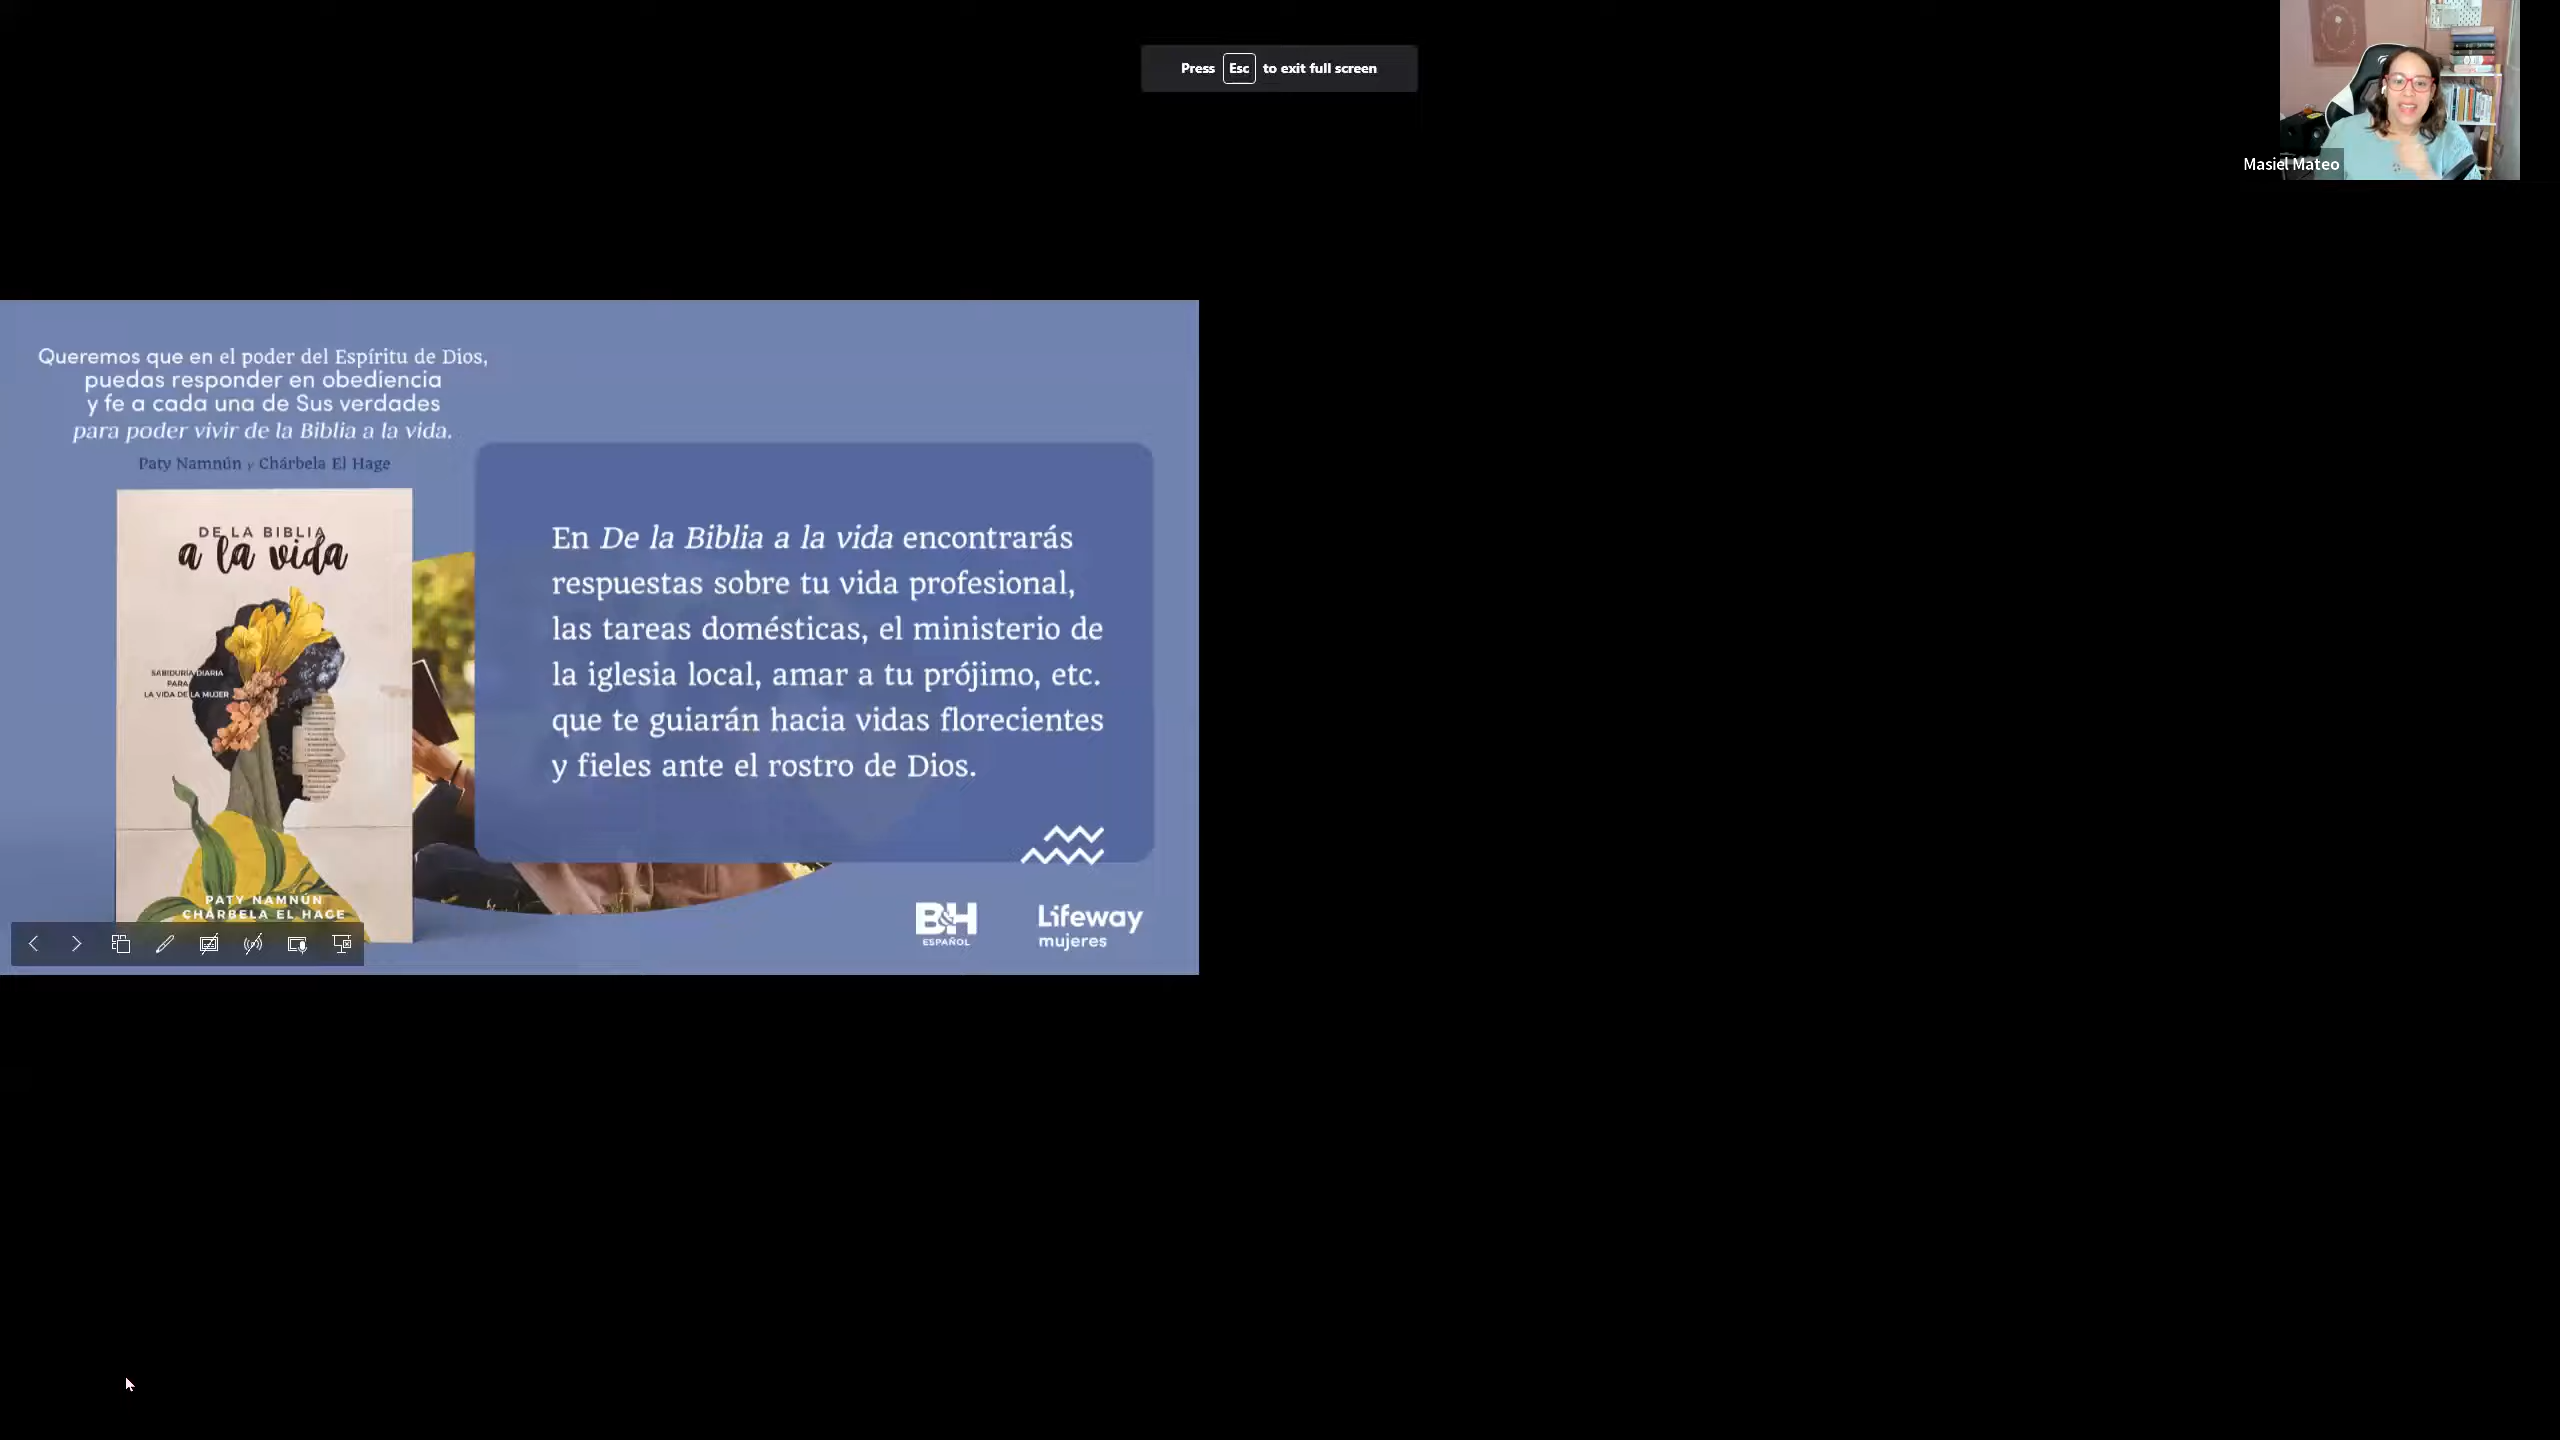 Press Esc to exit full screen
Masiel Mateo
Queremos que en el poder del Espíritu de Dios,
puedas responder en obediencia
y fe a cada una de Sus verdades
para poder vivir de la Biblia a la vida.
Paty Namnún y Chárbela El Hage
DE LA BIBLIA
a la vida
SABIDURÍA DIARIA
PARA
LA VIDA DE LA MUJER
PATY NAMNÚN
CHÁRBELA EL HAGE
En De la Biblia a la vida encontrarás
respuestas sobre tu vida profesional,
las tareas domésticas, el ministerio de
la iglesia local, amar a tu prójimo, etc.
que te guiarán hacia vidas florecientes
y fieles ante el rostro de Dios.
B&H
ESPAÑOL
Lifeway
mujeres